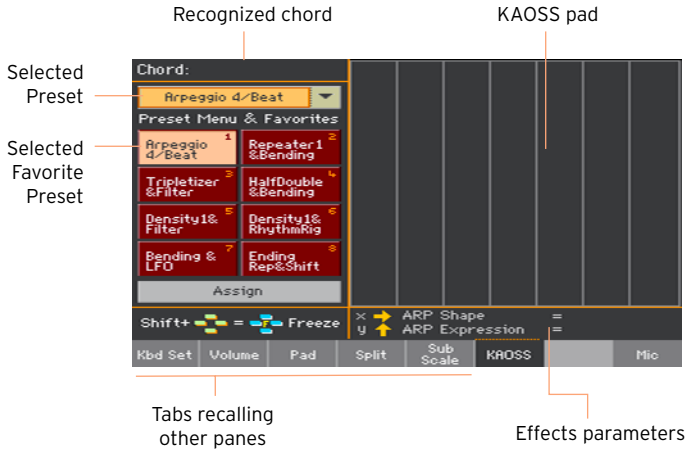 Recognized chord
KAOSS pad
Selected
Preset
Selected
Favorite
Preset
Chord:
Arpeggio 4/Beat
Preset Menu & Favorites
Arpeggio 4/Beat 1
Repeater1 &Bending 2
Tripletizer &Filter 3
HalfDouble &Bending 4
Density1& Filter 5
Density1& RhythmRig 6
Bending & LFO 7
Ending Rep&Shift 8
Assign
Shift+ = F Freeze
x ARP Shape =
y ARP Expression =
Kbd Set Volume Pad Split Sub Scale KAOSS Mic
Tabs recalling
other panes
Effects parameters